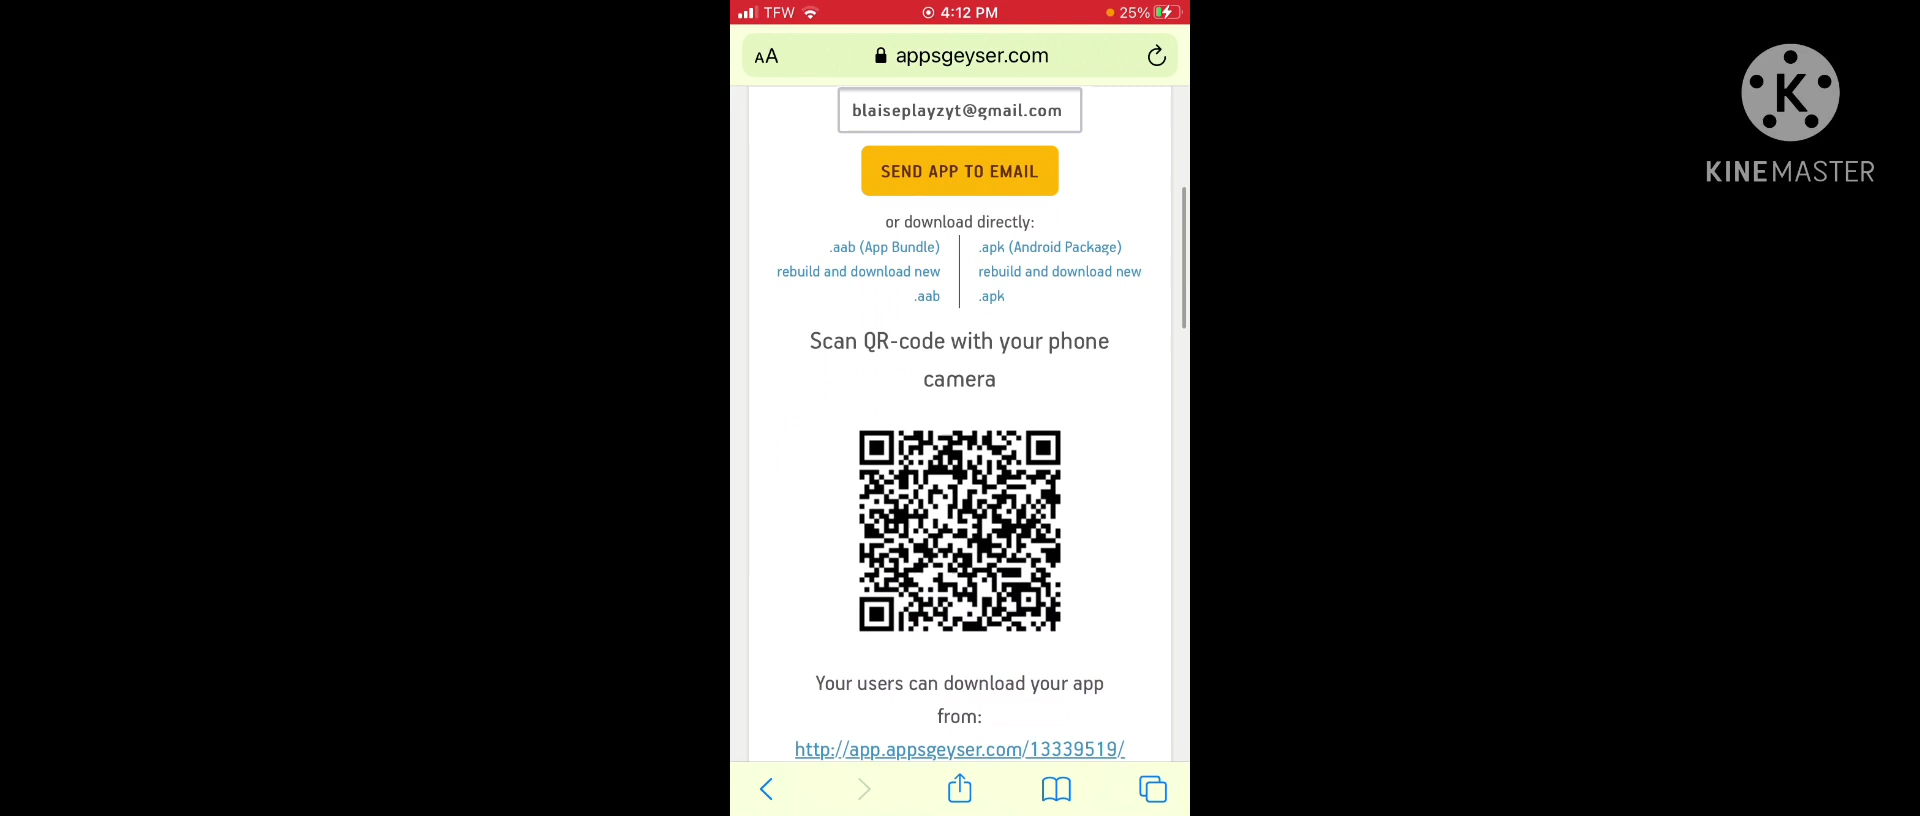 TFW 4:12 PM 25%
AA appsgeyser.com
blaiseplayzyt@gmail.com
SEND APP TO EMAIL
or download directly:
.aab (App Bundle)
rebuild and download new
.aab
.apk (Android Package)
rebuild and download new
.apk
Scan QR-code with your phone
camera
Your users can download your app
from:
http://app.appsgeyser.com/13339519/
K
KINEMASTER